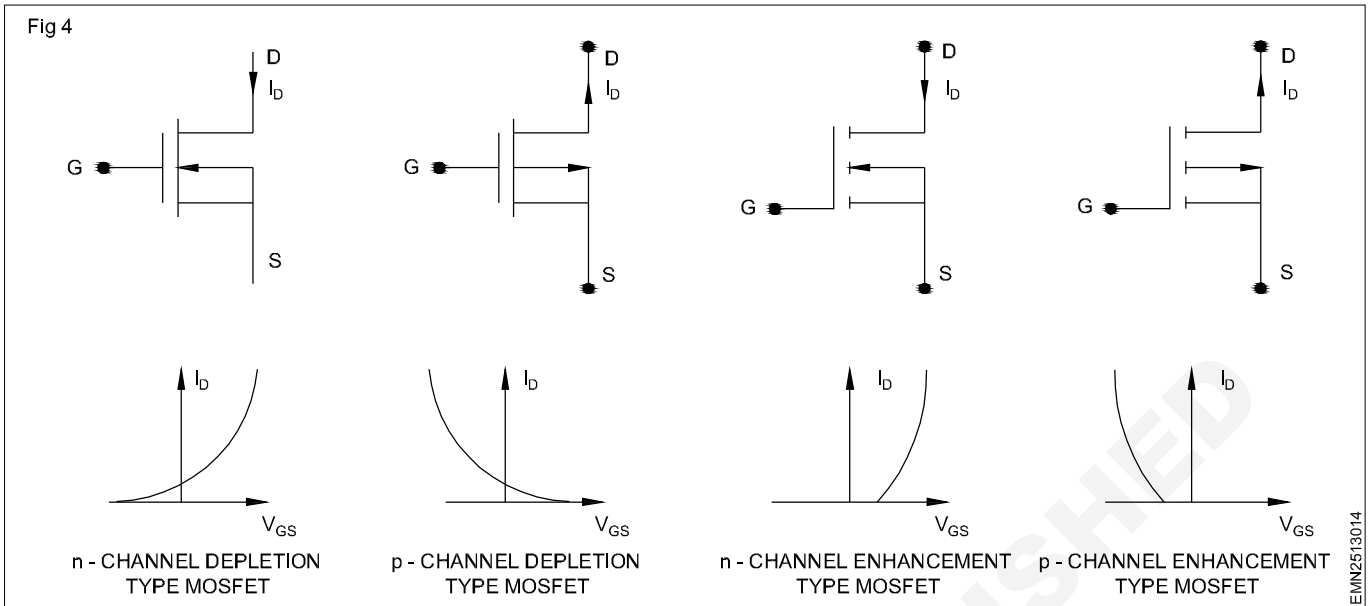 Fig 4
D
I_D
G
S
D
I_D
G
S
D
I_D
G
S
D
I_D
G
S
I_D
V_GS
I_D
V_GS
I_D
V_GS
I_D
V_GS
n - CHANNEL DEPLETION
TYPE MOSFET
p - CHANNEL DEPLETION
TYPE MOSFET
n - CHANNEL ENHANCEMENT
TYPE MOSFET
p - CHANNEL ENHANCEMENT
TYPE MOSFET
EMN2513014
SHED